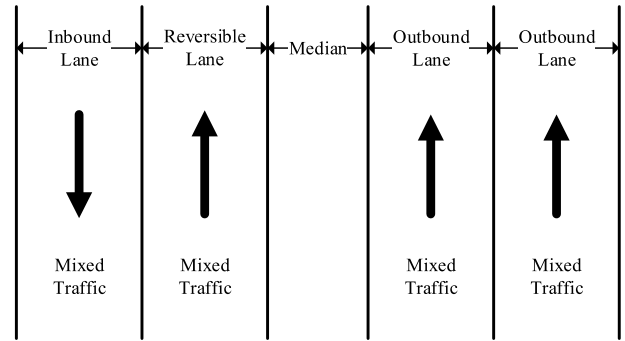 Inbound
Lane
Reversible
Lane
Median
Outbound
Lane
Outbound
Lane
Mixed
Traffic
Mixed
Traffic
Mixed
Traffic
Mixed
Traffic